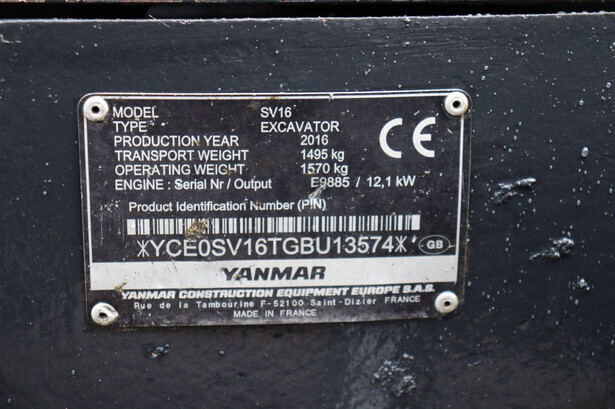 MODEL SV16
TYPE EXCAVATOR
PRODUCTION YEAR 2016
TRANSPORT WEIGHT 1495 kg
OPERATING WEIGHT 1570 kg
ENGINE : Serial Nr / Output E9885 / 12,1 kW
CE
Product Identification Number (PIN)
*YCE0SV16TGBU13574*
GB
YANMAR
YANMAR CONSTRUCTION EQUIPMENT EUROPE S.A.S.
Rue de la Tambourine F-52100 Saint-Dizier FRANCE
MADE IN FRANCE